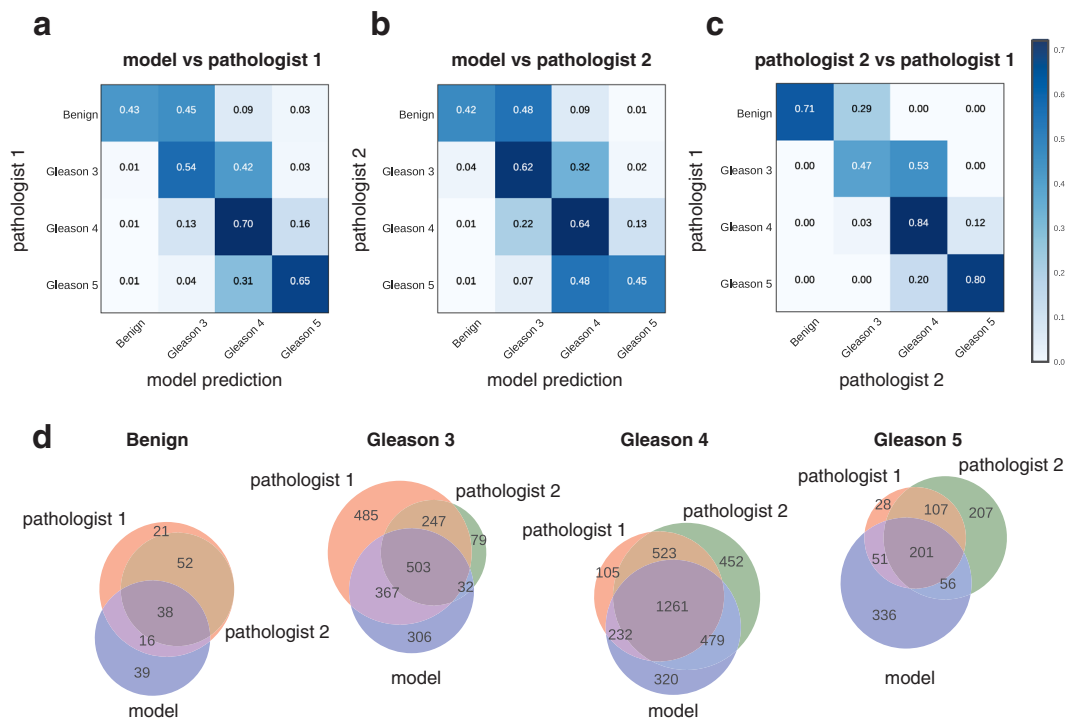 a
model vs pathologist 1
pathologist 1
Benign 0.43 0.45 0.09 0.03
Gleason 3 0.01 0.54 0.42 0.03
Gleason 4 0.01 0.13 0.70 0.16
Gleason 5 0.01 0.04 0.31 0.65
Benign Gleason 3 Gleason 4 Gleason 5
model prediction
b
model vs pathologist 2
pathologist 2
Benign 0.42 0.48 0.09 0.01
Gleason 3 0.04 0.62 0.32 0.02
Gleason 4 0.01 0.22 0.64 0.13
Gleason 5 0.01 0.07 0.48 0.45
Benign Gleason 3 Gleason 4 Gleason 5
model prediction
c
pathologist 2 vs pathologist 1
pathologist 1
Benign 0.71 0.29 0.00 0.00
Gleason 3 0.00 0.47 0.53 0.00
Gleason 4 0.00 0.03 0.84 0.12
Gleason 5 0.00 0.00 0.20 0.80
Benign Gleason 3 Gleason 4 Gleason 5
pathologist 2
0.7
0.6
0.5
0.4
0.3
0.2
0.1
0.0
d
Benign
pathologist 1
21
52
38
16
pathologist 2
39
model
Gleason 3
pathologist 1
pathologist 2
485
247
79
503
367
32
306
model
Gleason 4
pathologist 1
pathologist 2
523
452
105
1261
232
479
320
model
Gleason 5
pathologist 1
pathologist 2
28
107
207
201
51
56
336
model